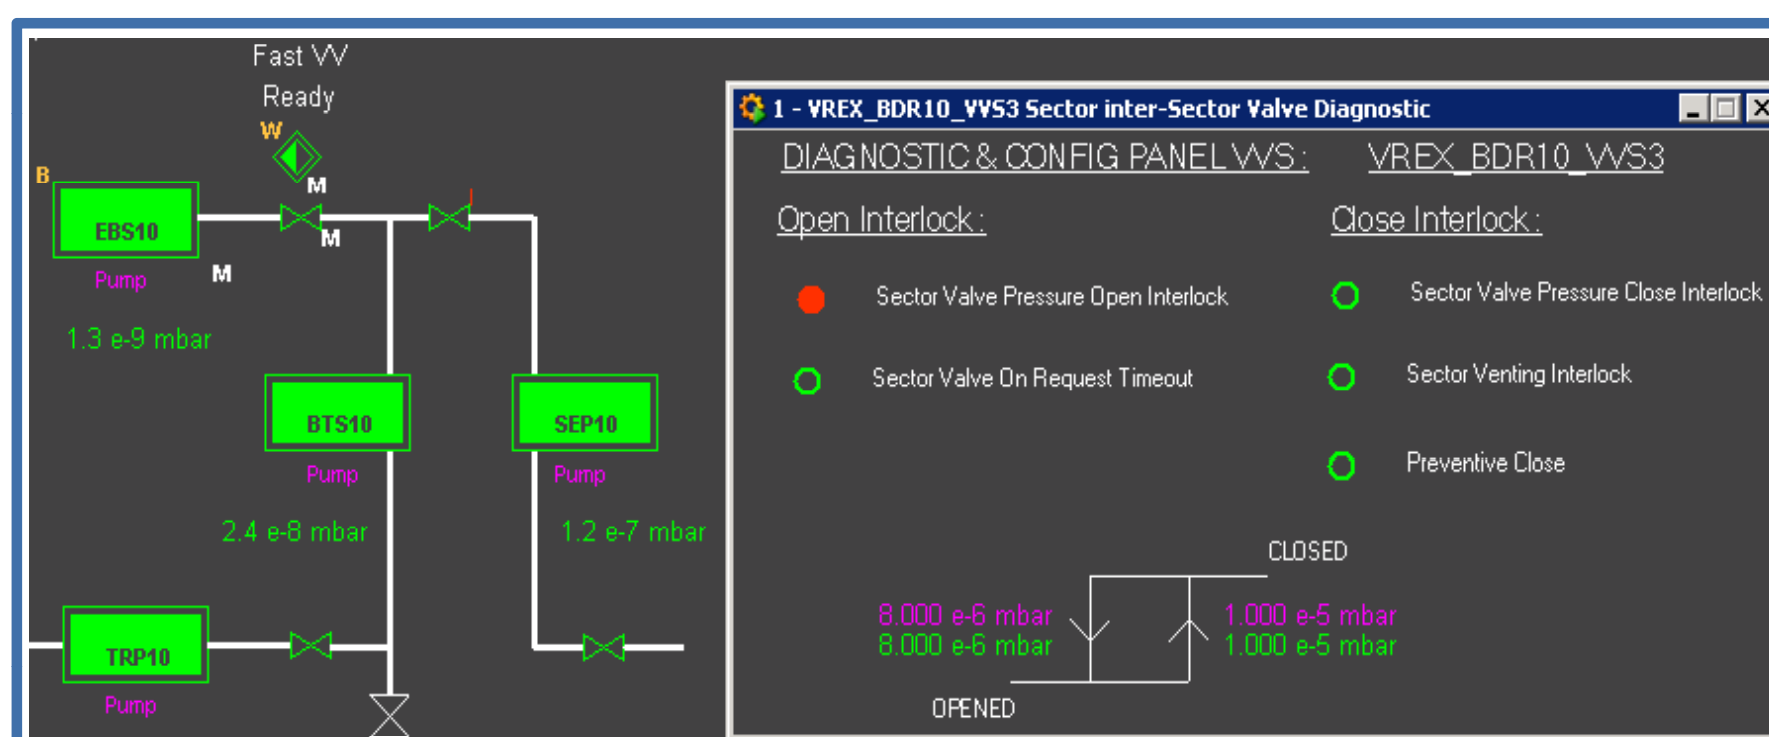 Fast VV
Ready
W
M
B
EBS10
M
M
Pump
1.3 e-9 mbar
I
BTS10
Pump
2.4 e-8 mbar
SEP10
Pump
1.2 e-7 mbar
TRP10
Pump
1 - VREX_BDR10_VVS3 Sector inter-Sector Valve Diagnostic
DIAGNOSTIC & CONFIG PANEL VVS : VREX_BDR10_VVS3
Open Interlock :
Close Interlock :
Sector Valve Pressure Open Interlock
Sector Valve Pressure Close Interlock
Sector Valve On Request Timeout
Sector Venting Interlock
Preventive Close
CLOSED
8.000 e-6 mbar
8.000 e-6 mbar
1.000 e-5 mbar
1.000 e-5 mbar
OPENED